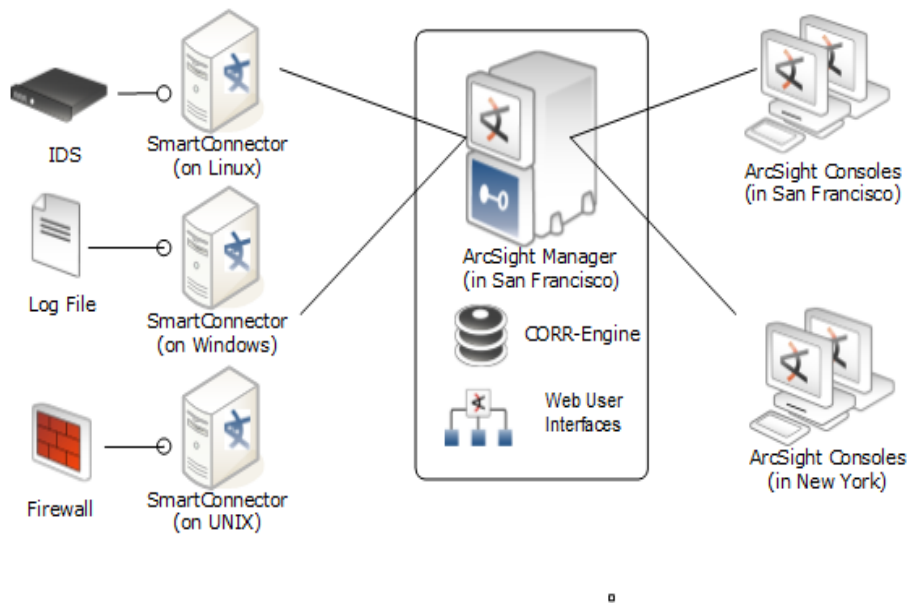 IDS
SmartConnector
(on Linux)
Log File
SmartConnector
(on Windows)
Firewall
SmartConnector
(on UNIX)
ArcSight Manager
(in San Francisco)
CORR-Engine
Web User
Interfaces
ArcSight Consoles
(in San Francisco)
ArcSight Consoles
(in New York)